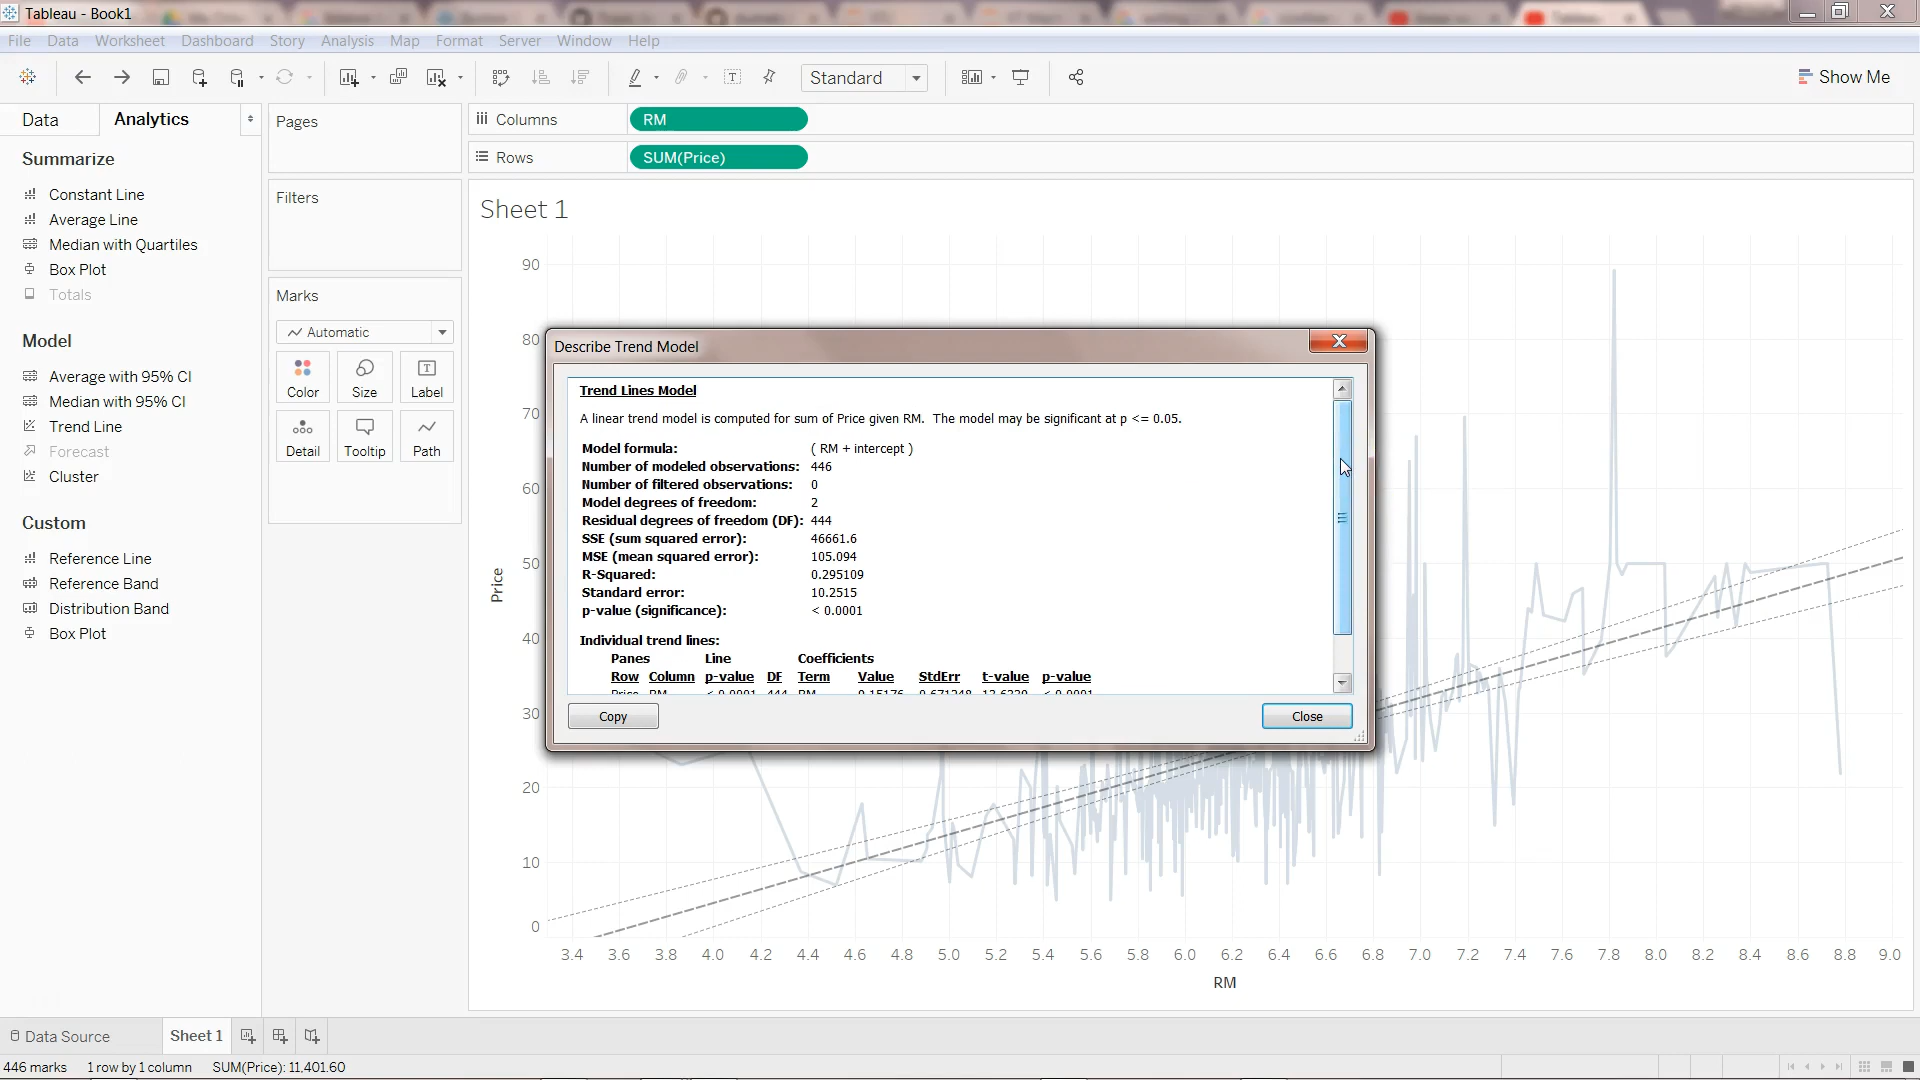 Tableau - Book1
File Data Worksheet Dashboard Story Analysis Map Format Server Window Help
Standard
Show Me
Data Analytics
Pages
Columns RM
Rows SUM(Price)
Summarize
Constant Line
Average Line
Median with Quartiles
Box Plot
Totals
Model
Average with 95% CI
Median with 95% CI
Trend Line
Forecast
Cluster
Custom
Reference Line
Reference Band
Distribution Band
Box Plot
Filters
Marks
Automatic
Color Size Label
Detail Tooltip Path
Sheet 1
90
80
70
60
50
40
30
20
10
0
Price
3.4 3.6 3.8 4.0 4.2 4.4 4.6 4.8 5.0 5.2 5.4 5.6 5.8 6.0 6.2 6.4 6.6 6.8 7.0 7.2 7.4 7.6 7.8 8.0 8.2 8.4 8.6 8.8 9.0
RM
Describe Trend Model
Trend Lines Model
A linear trend model is computed for sum of Price given RM. The model may be significant at p <= 0.05.
Model formula: ( RM + intercept )
Number of modeled observations: 446
Number of filtered observations: 0
Model degrees of freedom: 2
Residual degrees of freedom (DF): 444
SSE (sum squared error): 46661.6
MSE (mean squared error): 105.094
R-Squared: 0.295109
Standard error: 10.2515
p-value (significance): < 0.0001
Individual trend lines:
Panes Line Coefficients
Row Column p-value DF Term Value StdErr t-value p-value
Copy Close
Data Source Sheet 1
446 marks 1 row by 1 column SUM(Price): 11,401.60